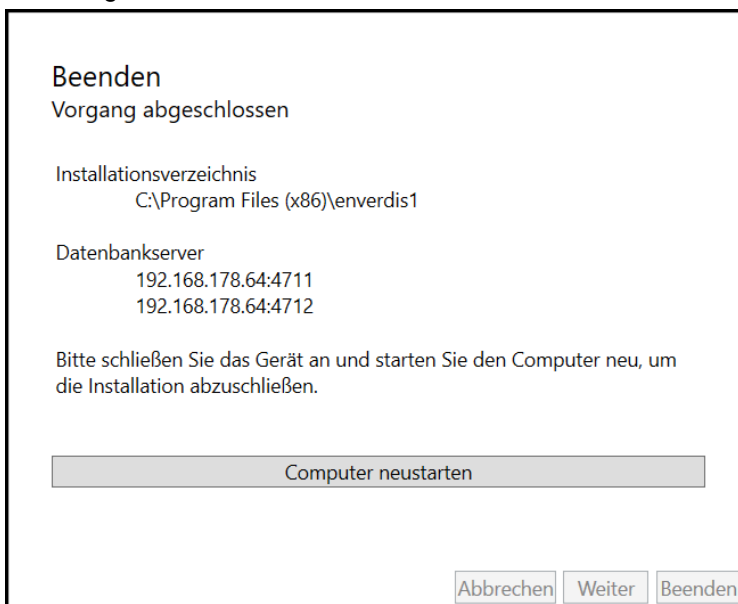 Beenden
Vorgang abgeschlossen
Installationsverzeichnis
C:\Program Files (x86)\enverdis1
Datenbankserver
192.168.178.64:4711
192.168.178.64:4712
Bitte schließen Sie das Gerät an und starten Sie den Computer neu, um
die Installation abzuschließen.
Computer neustarten
Abbrechen Weiter Beenden